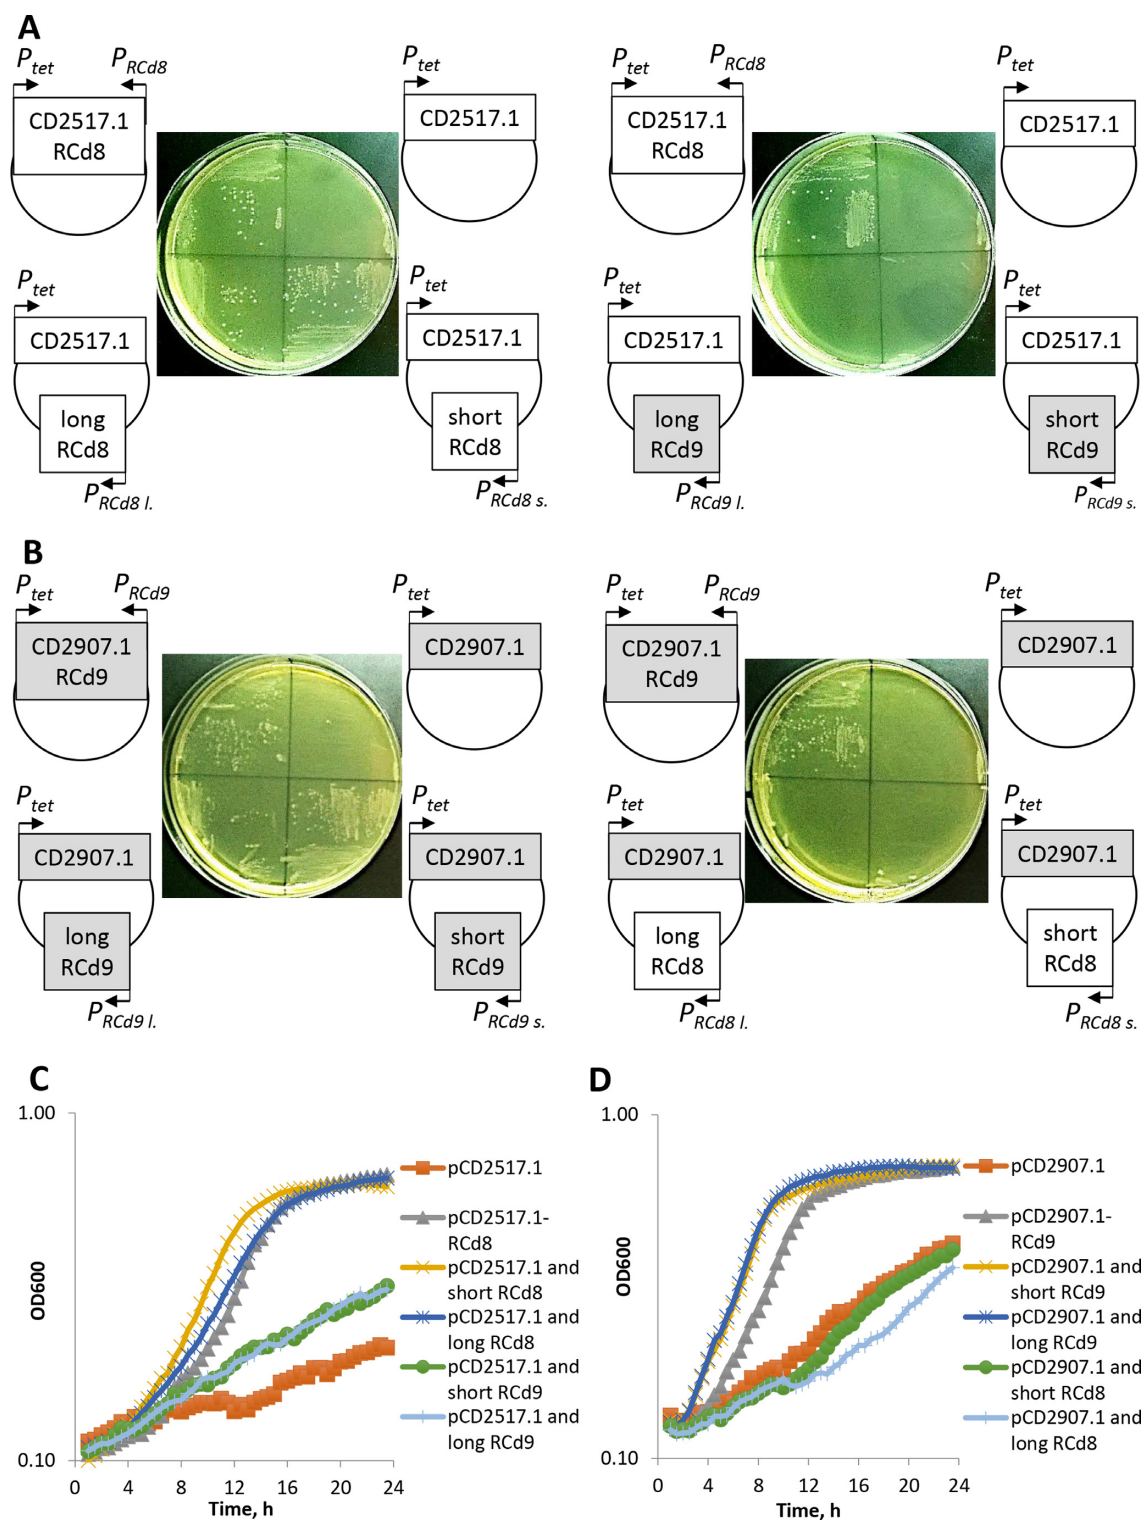 A
Ptet
PRCd8
CD2517.1
RCd8
Ptet
CD2517.1
Ptet
CD2517.1
long
RCd8
PRCd8 l.
Ptet
CD2517.1
short
RCd8
PRCd8 s.
Ptet
PRCd8
CD2517.1
RCd8
Ptet
CD2517.1
Ptet
CD2517.1
long
RCd9
PRCd9 l.
Ptet
CD2517.1
short
RCd9
PRCd9 s.
B
Ptet
PRCd9
CD2907.1
RCd9
Ptet
CD2907.1
Ptet
CD2907.1
long
RCd9
PRCd9 l.
Ptet
CD2907.1
short
RCd9
PRCd9 s.
Ptet
PRCd9
CD2907.1
RCd9
Ptet
CD2907.1
Ptet
CD2907.1
long
RCd8
PRCd8 l.
Ptet
CD2907.1
short
RCd8
PRCd8 s.
C
1.00
OD600
0.10
0 4 8 12 16 20 24
Time, h
pCD2517.1
pCD2517.1-
RCd8
pCD2517.1 and
short RCd8
pCD2517.1 and
long RCd8
pCD2517.1 and
short RCd9
pCD2517.1 and
long RCd9
D
1.00
OD600
0.10
0 4 8 12 16 20 24
Time, h
pCD2907.1
pCD2907.1-
RCd9
pCD2907.1 and
short RCd9
pCD2907.1 and
long RCd9
pCD2907.1 and
short RCd8
pCD2907.1 and
long RCd8